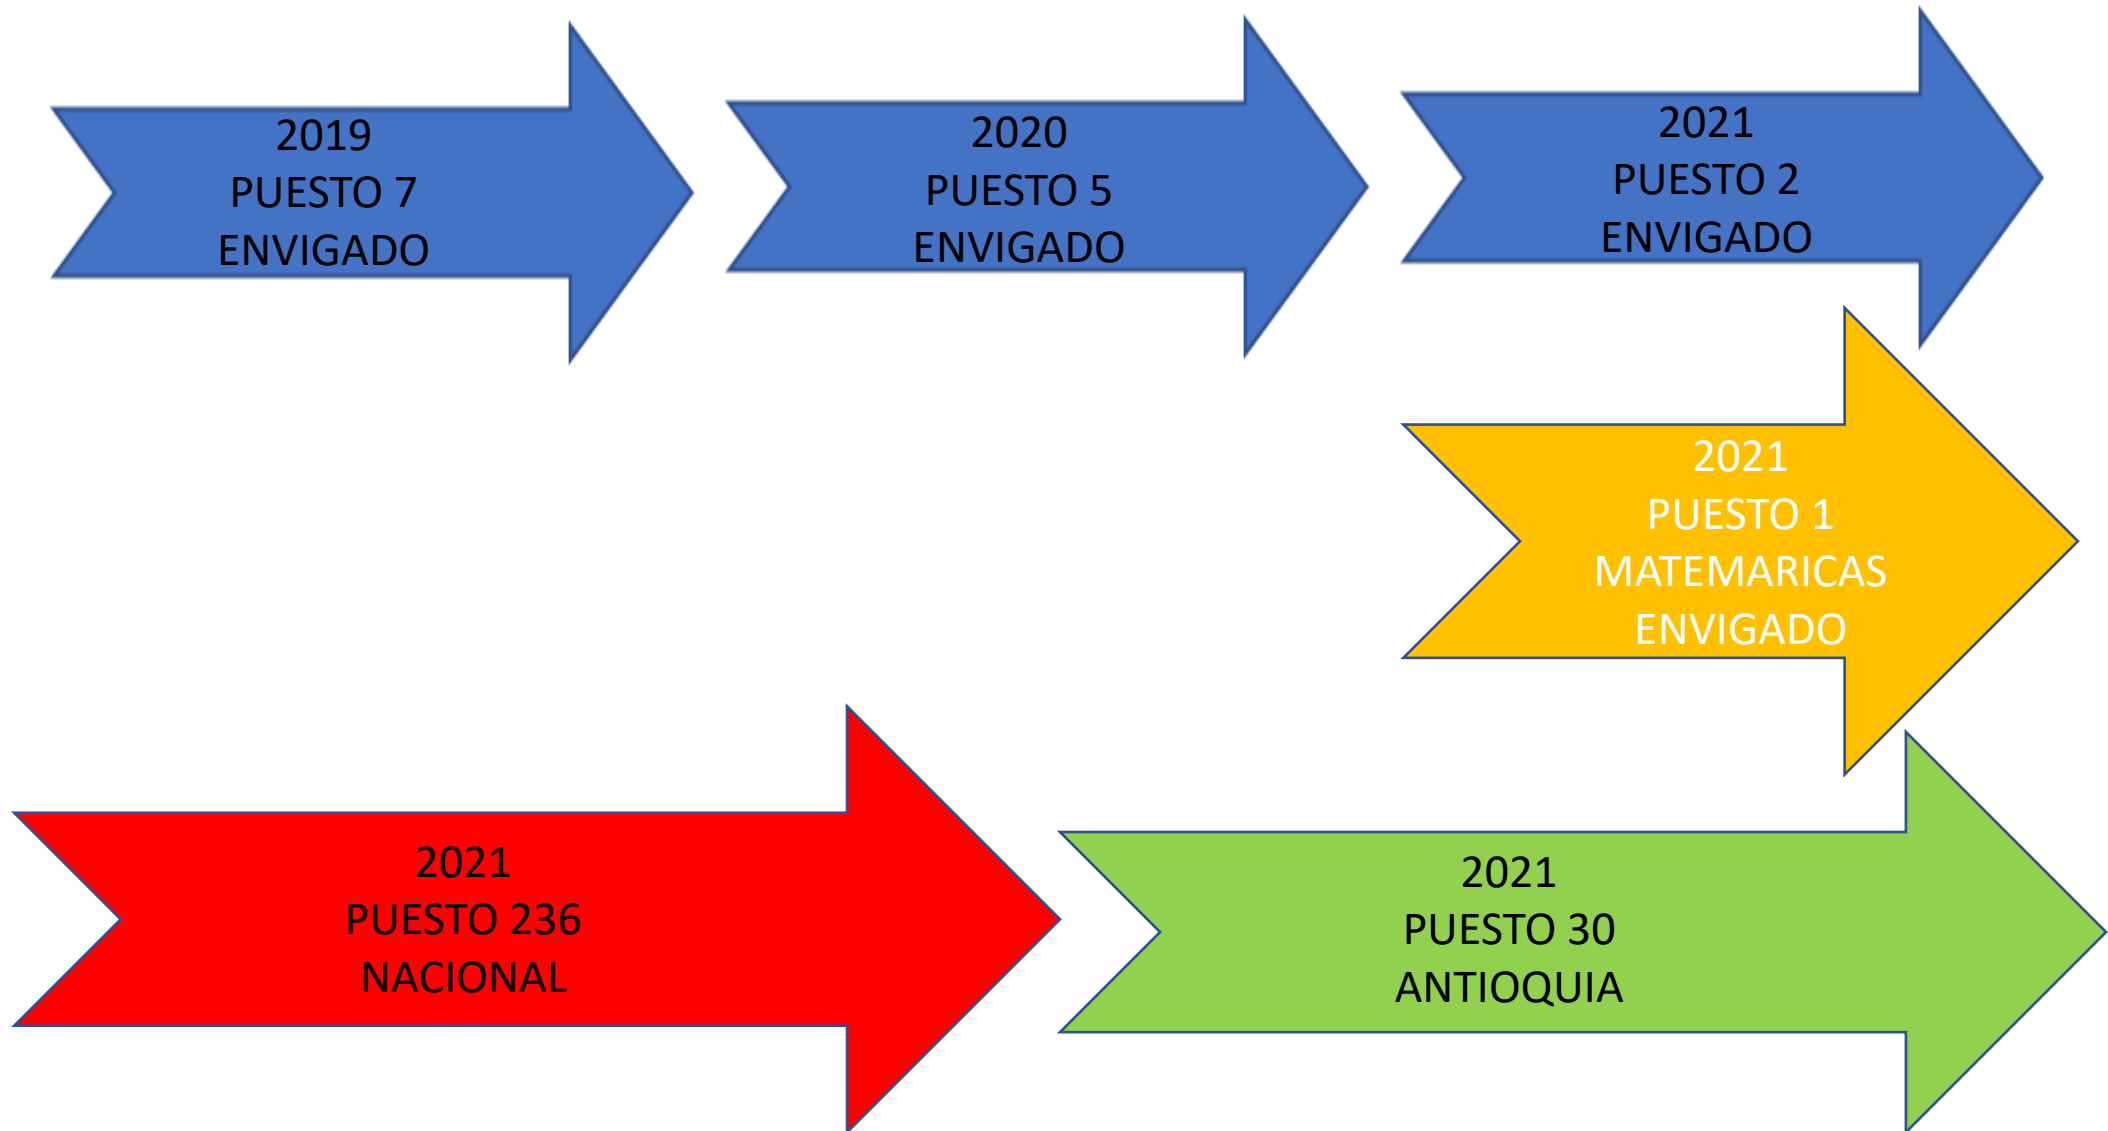 2019
PUESTO 7
ENVIGADO
2020
PUESTO 5
ENVIGADO
2021
PUESTO 2
ENVIGADO
2021
PUESTO 1
MATEMARICAS
ENVIGADO
2021
PUESTO 236
NACIONAL
2021
PUESTO 30
ANTIOQUIA